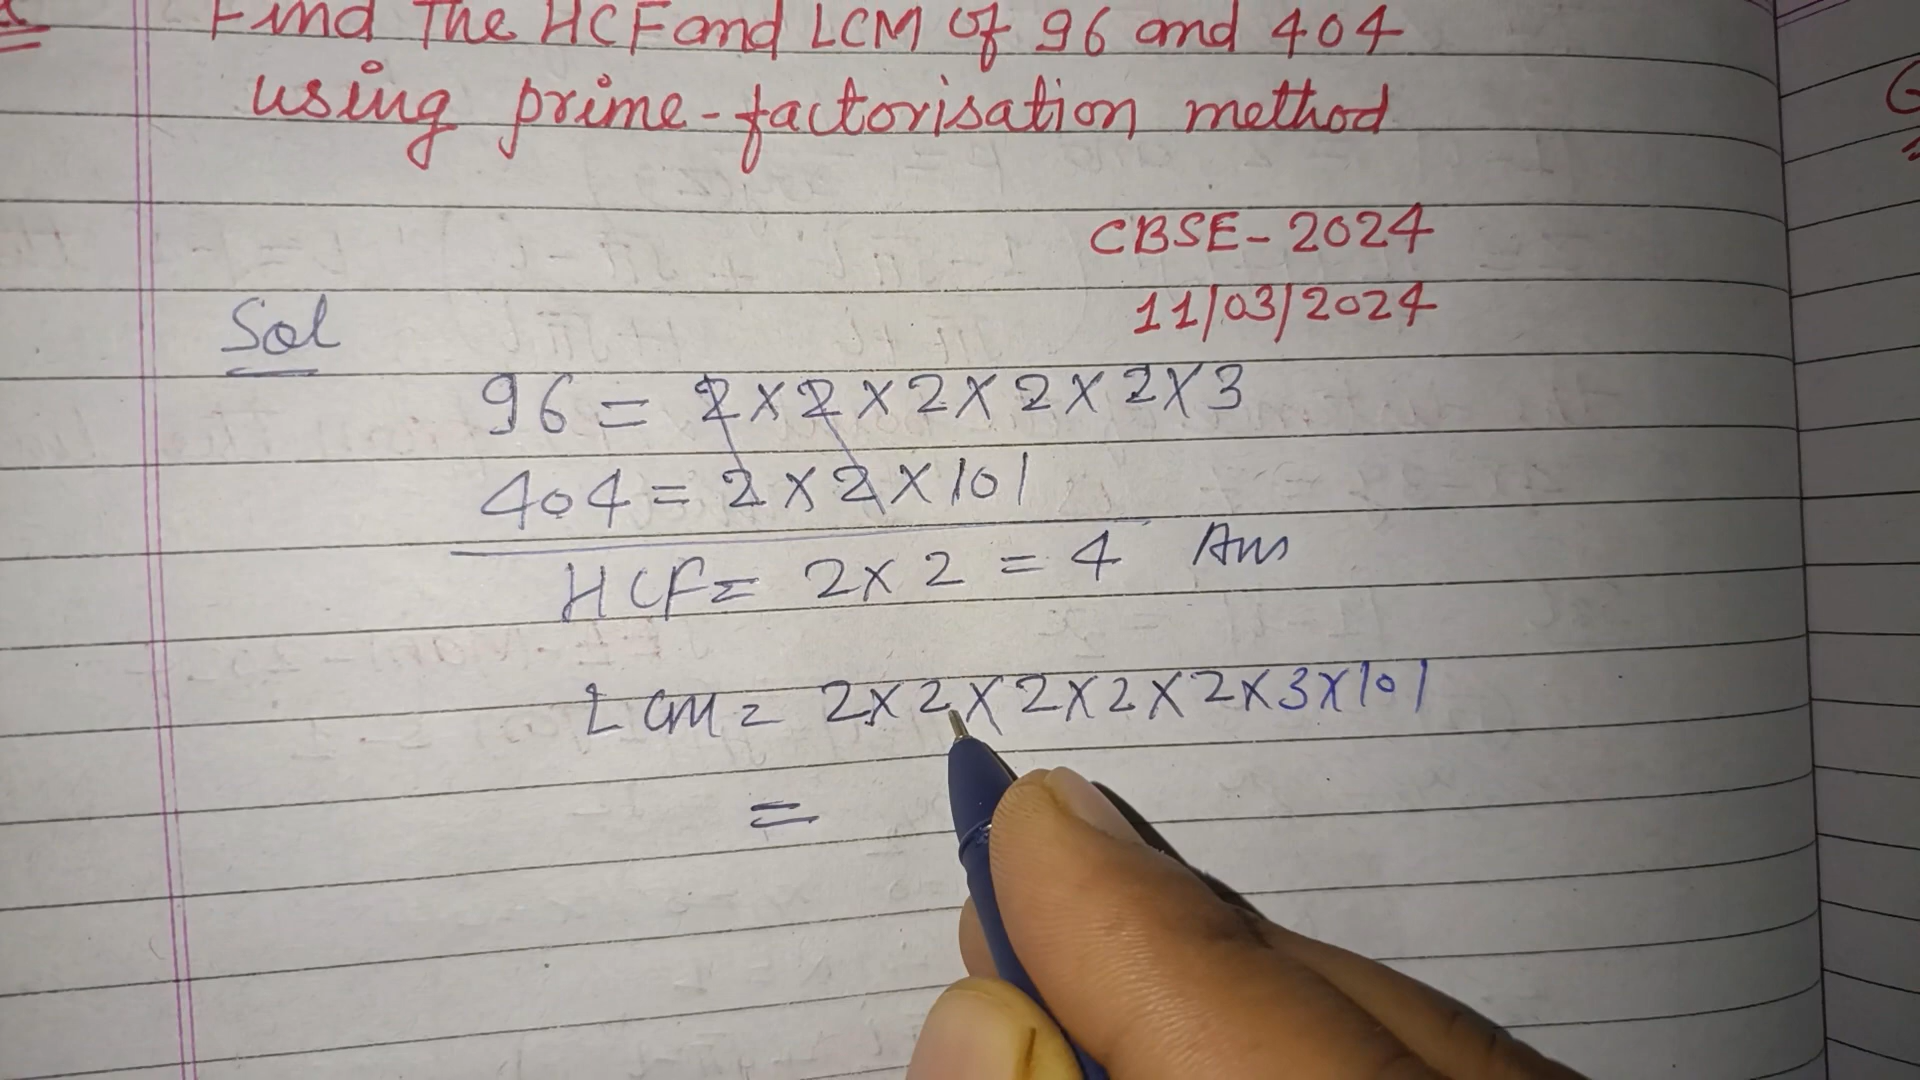 Find The HCF and LCM of 96 and 404
using prime-factorisation method
CBSE-2024
11/03/2024
Sol
96 = 2×2×2×2×2×3
404 = 2×2×101
HCF = 2×2 = 4 Ans
LCM = 2×2×2×2×2×3×101
=